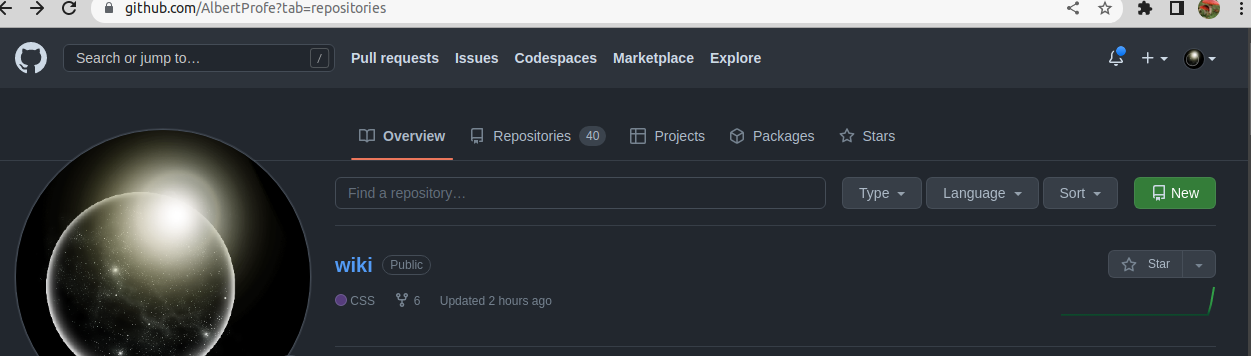 github.com/AlbertProfe?tab=repositories
Search or jump to… / Pull requests Issues Codespaces Marketplace Explore
Overview Repositories 40 Projects Packages Stars
Find a repository… Type Language Sort New
wiki Public Star
CSS 6 Updated 2 hours ago